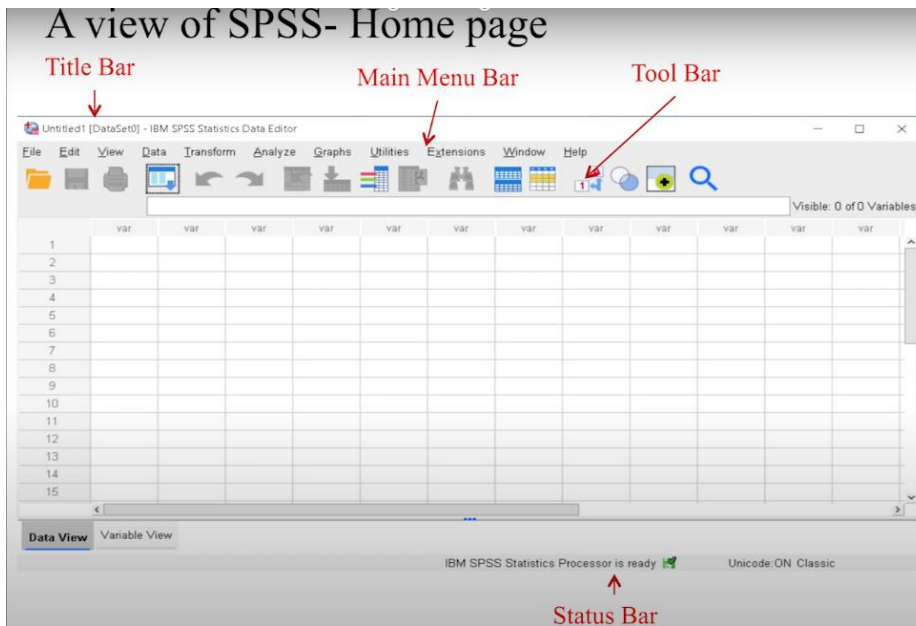 A view of SPSS- Home page
Title Bar
Main Menu Bar
Tool Bar
Untitled1 [DataSet0] - IBM SPSS Statistics Data Editor
File Edit View Data Transform Analyze Graphs Utilities Extensions Window Help
1
Visible: 0 of 0 Variables
var var var var var var var var var var var var
1
2
3
4
5
6
7
8
9
10
11
12
13
14
15
Data View Variable View
IBM SPSS Statistics Processor is ready Unicode:ON Classic
Status Bar